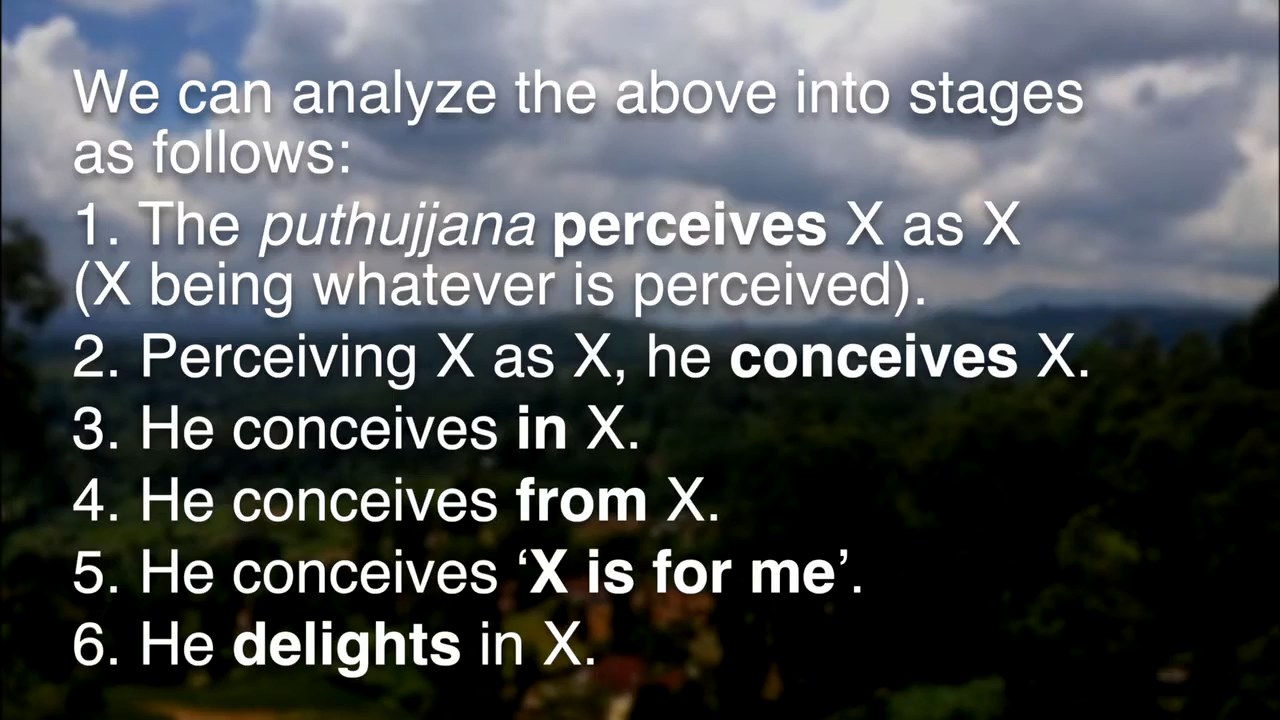 We can analyze the above into stages
as follows:
1. The puthujjana perceives X as X
(X being whatever is perceived).
2. Perceiving X as X, he conceives X.
3. He conceives in X.
4. He conceives from X.
5. He conceives ‘X is for me’.
6. He delights in X.